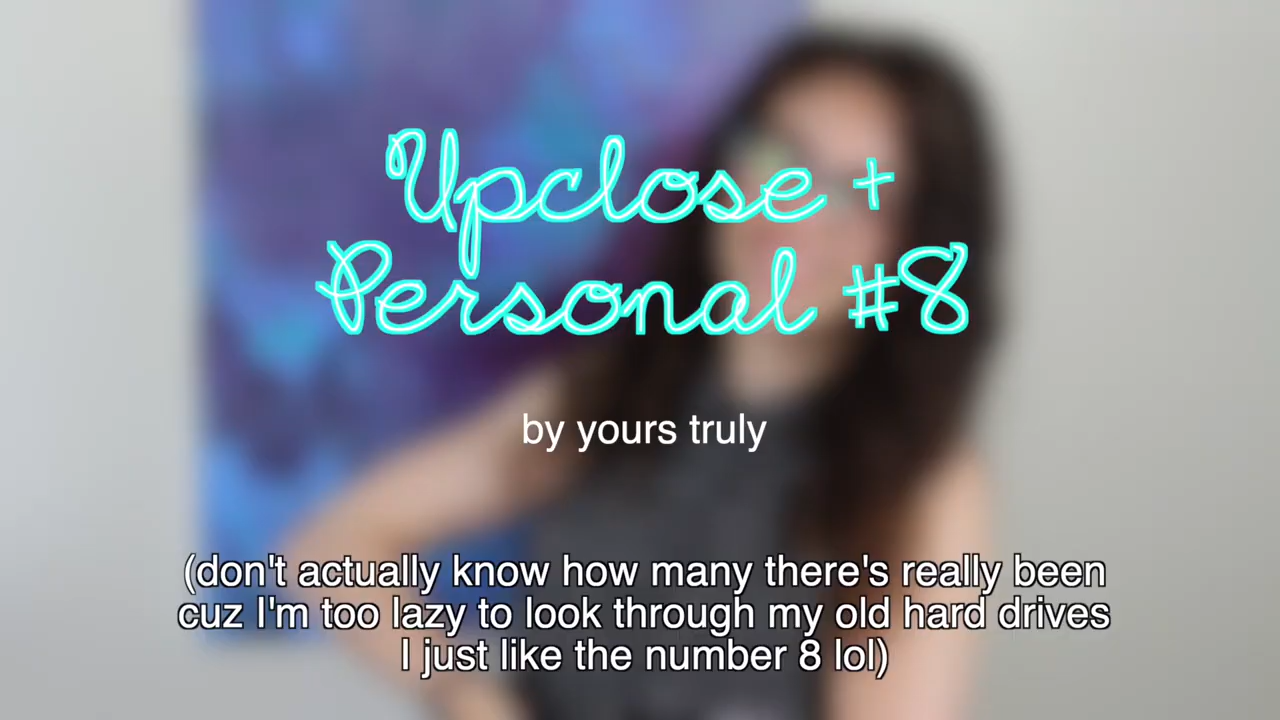 Upclose +
Personal #8
by yours truly
(don't actually know how many there's really been
cuz I'm too lazy to look through my old hard drives
I just like the number 8 lol)